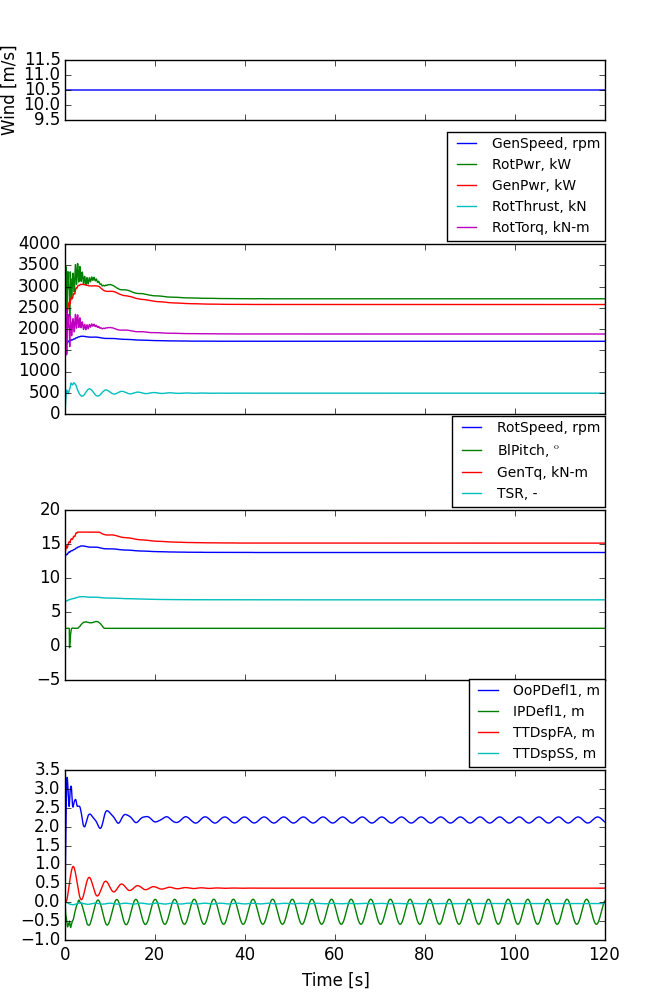 Wind [m/s]
11.5
11.0
10.5
10.0
9.5
GenSpeed, rpm
RotPwr, kW
GenPwr, kW
RotThrust, kN
RotTorq, kN-m
4000
3500
3000
2500
2000
1500
1000
500
0
RotSpeed, rpm
BlPitch, °
GenTq, kN-m
TSR, -
20
15
10
5
0
−5
OoPDefl1, m
IPDefl1, m
TTDspFA, m
TTDspSS, m
3.5
3.0
2.5
2.0
1.5
1.0
0.5
0.0
−0.5
−1.0
0 20 40 60 80 100 120
Time [s]